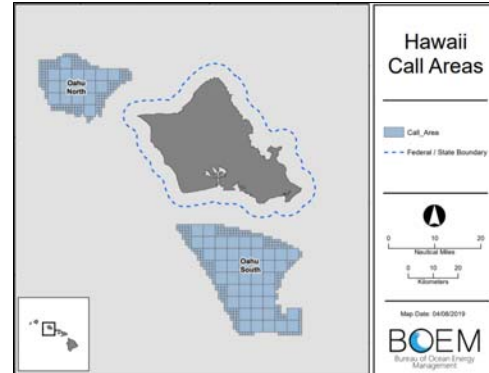 Hawaii
Call Areas
Oahu
North
Oahu
South
Call_Area
Federal / State Boundary
0 10 20
Nautical Miles
0 10 20
Kilometers
Map Date: 04/08/2019
BOEM
Bureau of Ocean Energy
Management